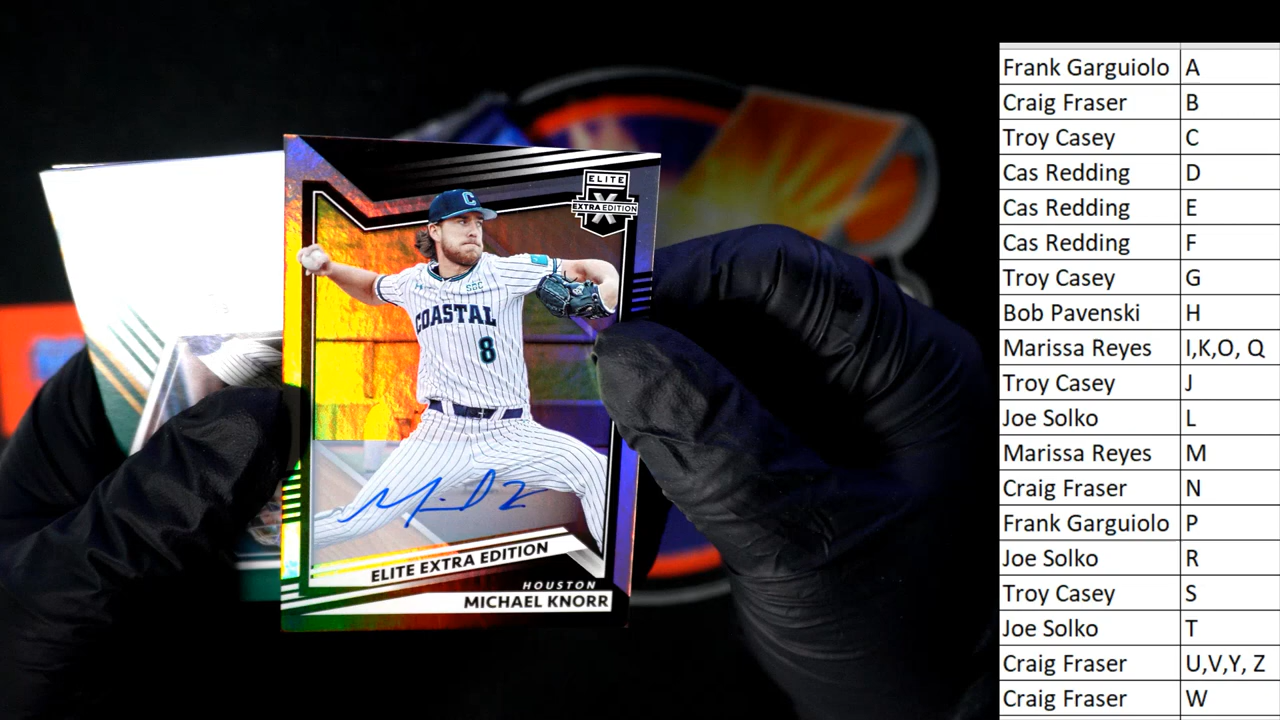 ELITE
X
EXTRA EDITION
C
SBC
COASTAL
8
ELITE EXTRA EDITION
HOUSTON
MICHAEL KNORR
Frank Garguiolo A
Craig Fraser B
Troy Casey C
Cas Redding D
Cas Redding E
Cas Redding F
Troy Casey G
Bob Pavenski H
Marissa Reyes I,K,O, Q
Troy Casey J
Joe Solko L
Marissa Reyes M
Craig Fraser N
Frank Garguiolo P
Joe Solko R
Troy Casey S
Joe Solko T
Craig Fraser U,V,Y, Z
Craig Fraser W